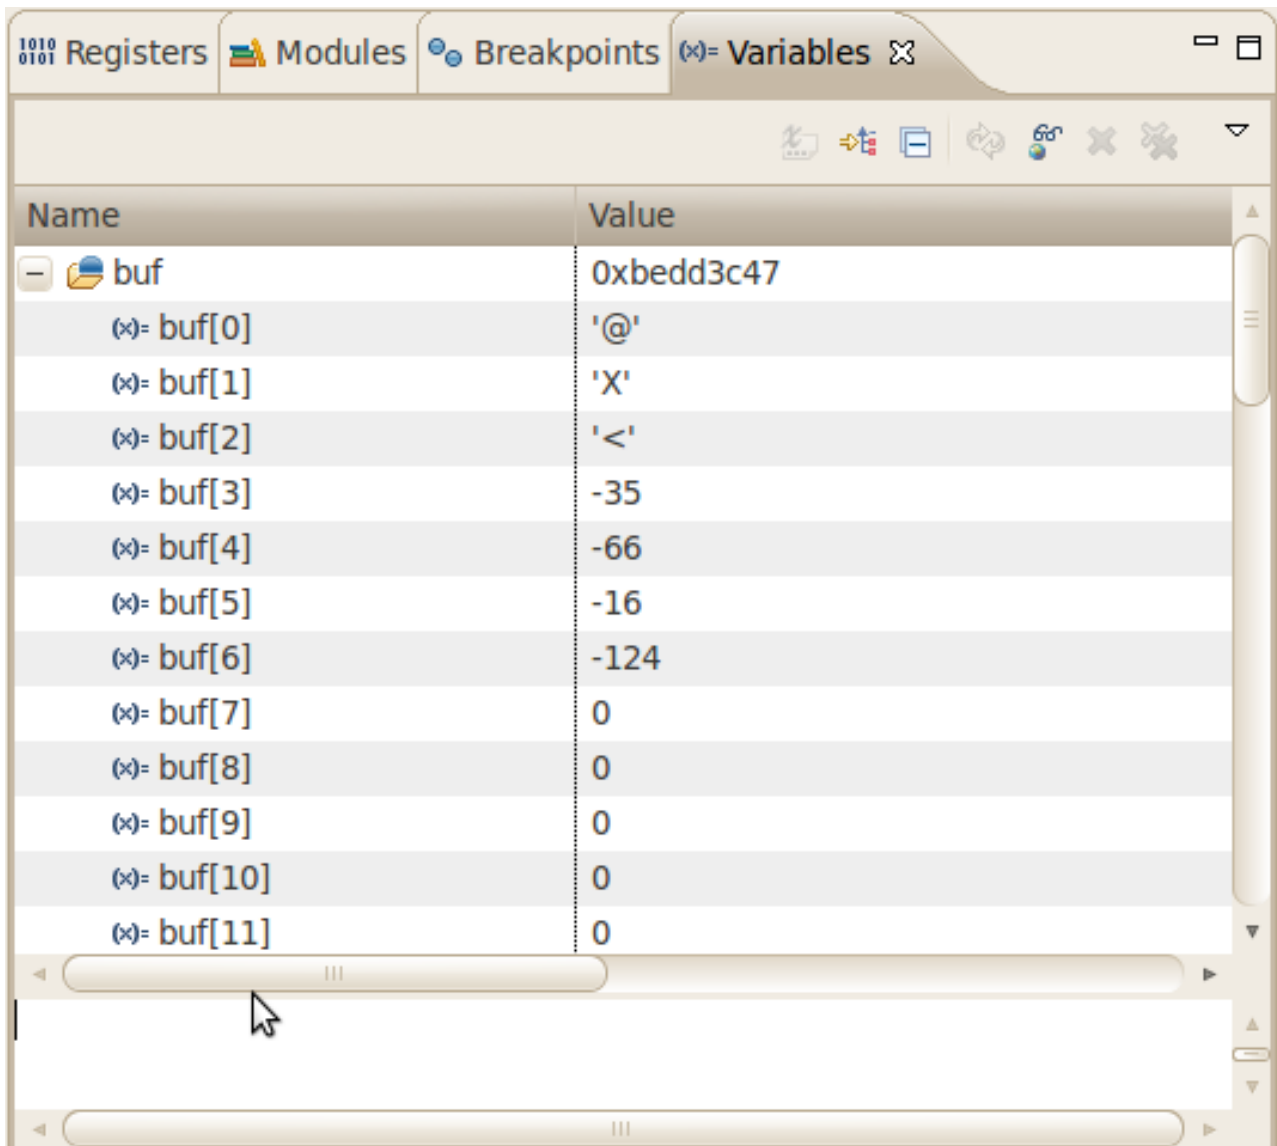 Registers Modules Breakpoints (x)= Variables
Name Value
buf 0xbedd3c47
(x)= buf[0] '@'
(x)= buf[1] 'X'
(x)= buf[2] '<'
(x)= buf[3] -35
(x)= buf[4] -66
(x)= buf[5] -16
(x)= buf[6] -124
(x)= buf[7] 0
(x)= buf[8] 0
(x)= buf[9] 0
(x)= buf[10] 0
(x)= buf[11] 0